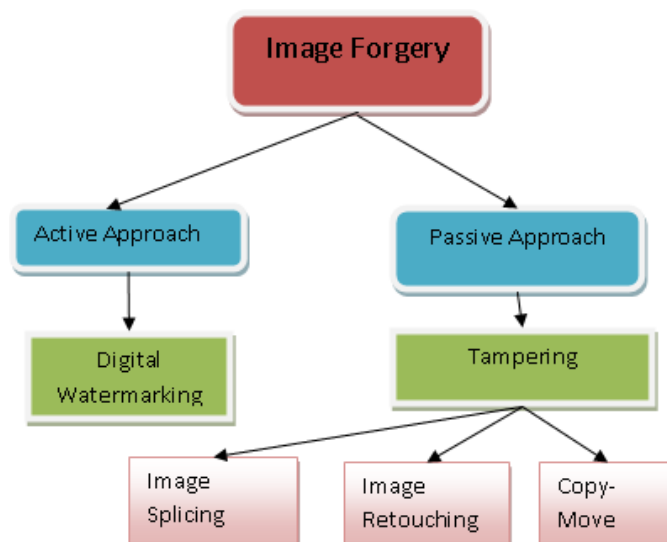 Image Forgery
Active Approach
Passive Approach
Digital
Watermarking
Tampering
Image
Splicing
Image
Retouching
Copy-
Move